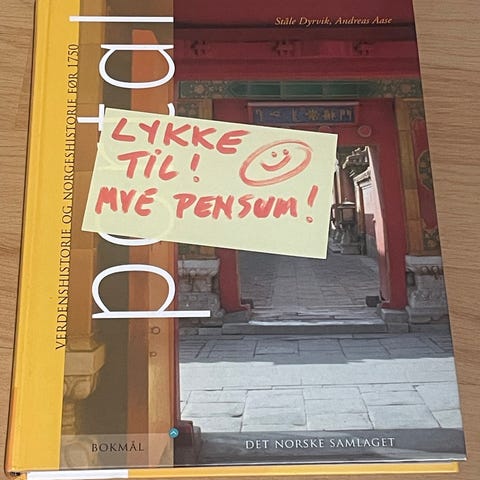 Ståle Dyrvik, Andreas Aase
portal
VERDENSHISTORIE OG NORGESHISTORIE FØR 1750
LYKKE
TIL!
MYE PENSUM!
BOKMÅL
DET NORSKE SAMLAGET